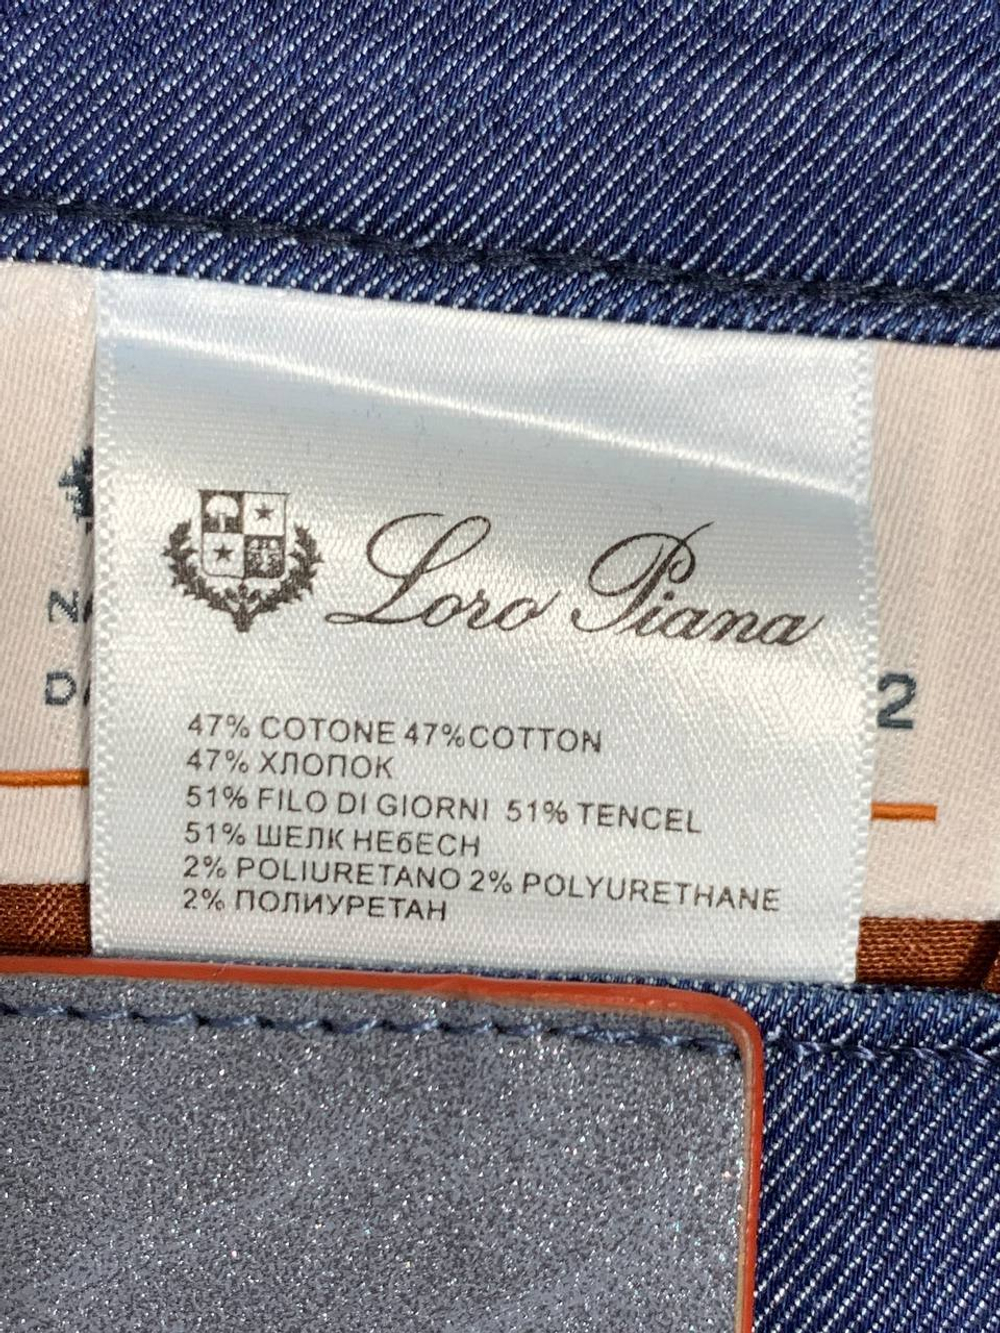 Loro Piana
47% COTONE 47%COTTON
47% ХЛОПОК
51% FILO DI GIORNI 51% TENCEL
51% ШЕЛК НЕбЕСН
2% POLIURETANO 2% POLYURETHANE
2% ПОЛИУРЕТАН
2